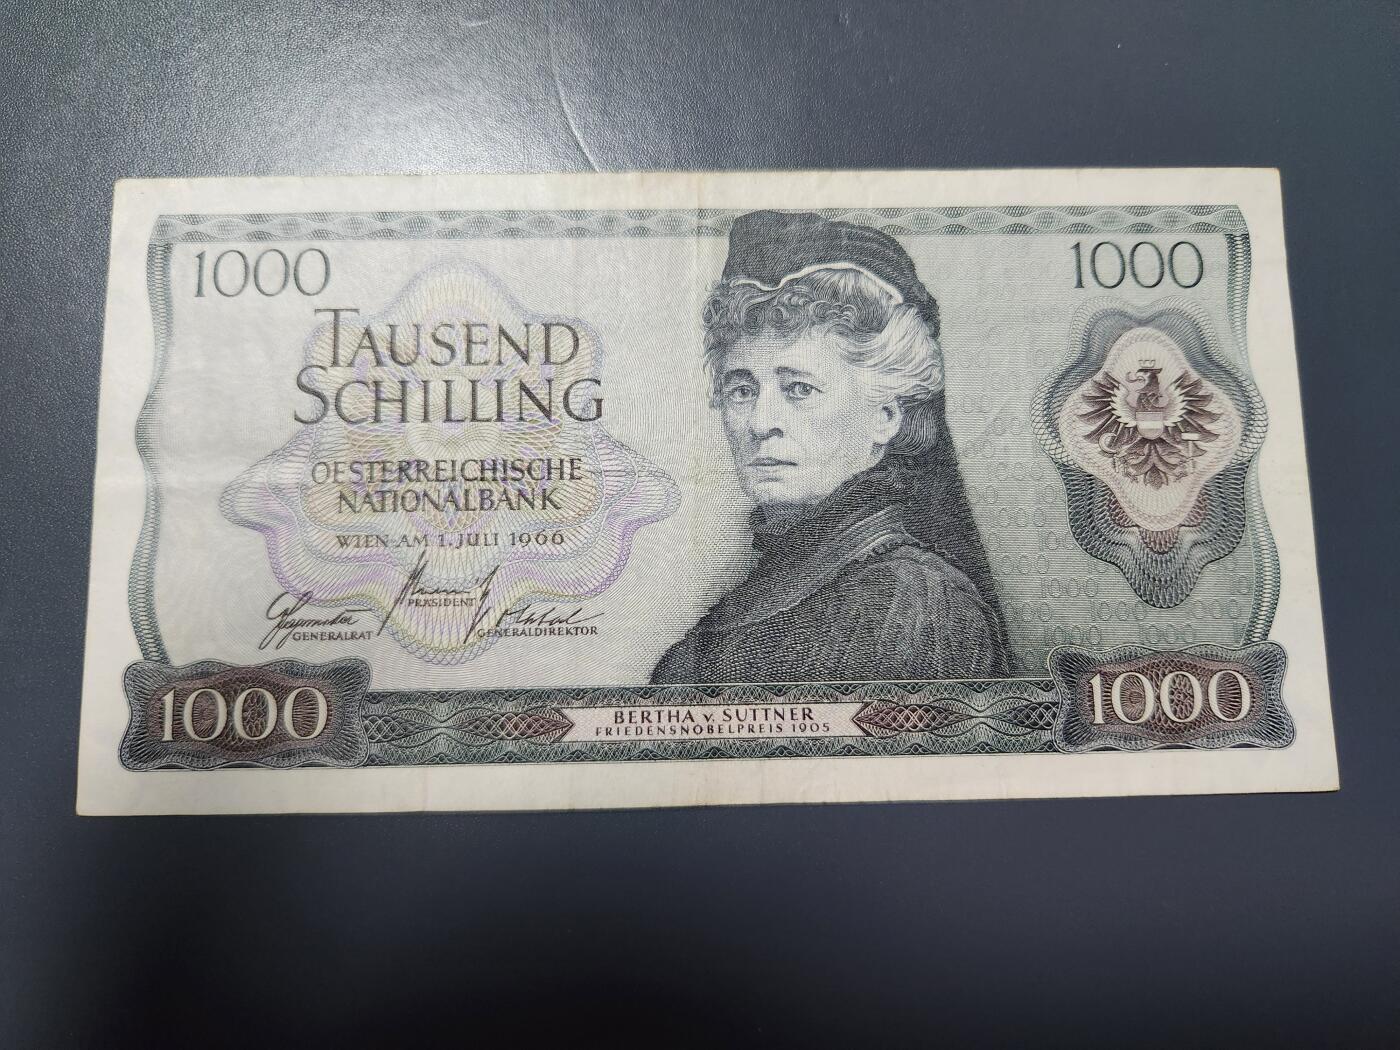 1000
1000
TAUSEND
SCHILLING
OESTERREICHISCHE
NATIONALBANK
WIEN AM 1. JULI 1966
PRÄSIDENT
GENERALRAT
GENERALDIREKTOR
1000
1000
BERTHA v. SUTTNER
FRIEDENSNOBELPREIS 1905